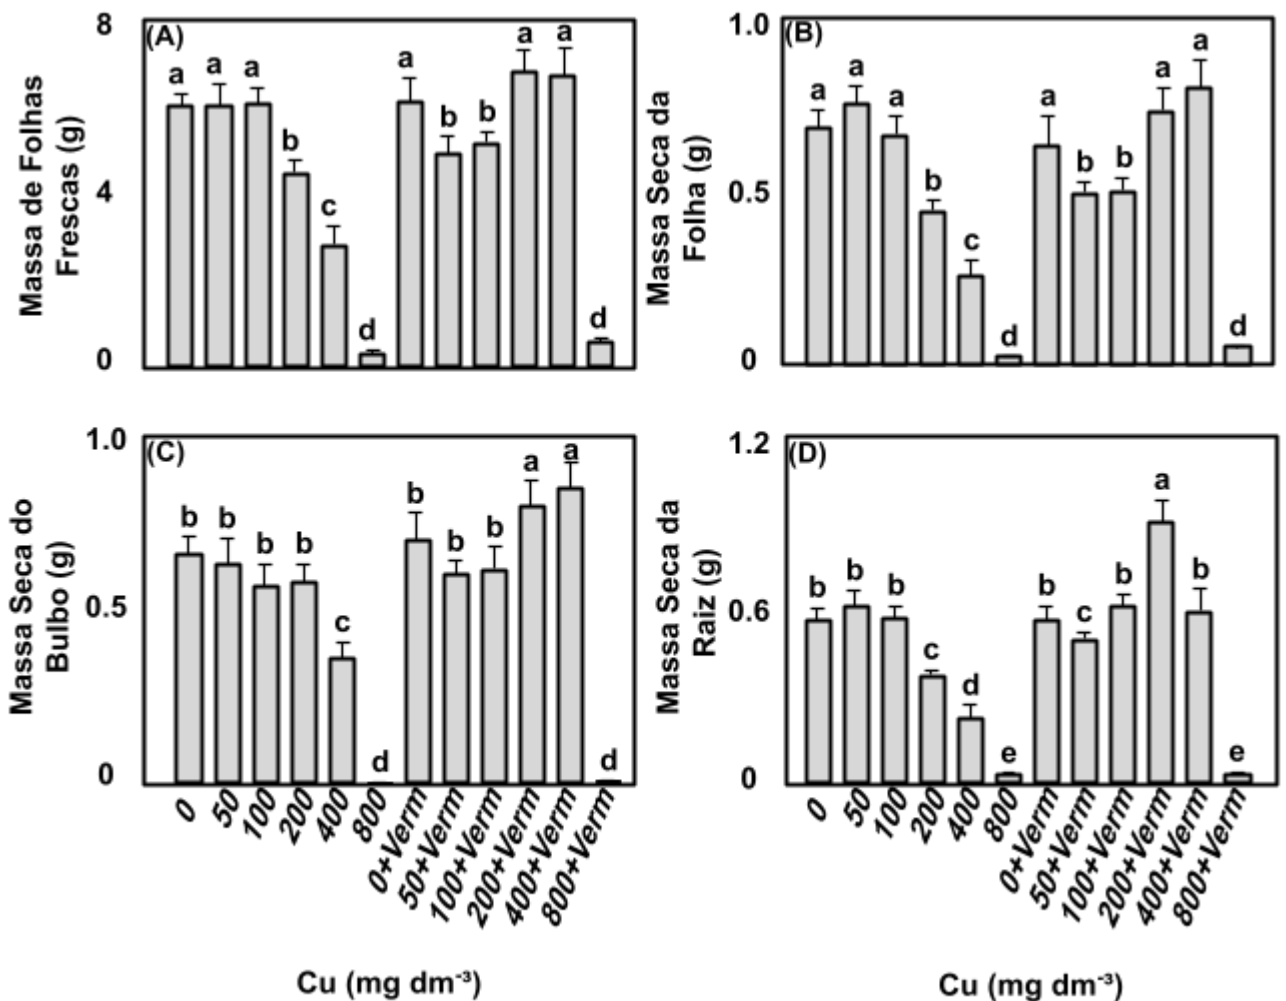 (A)
Massa de Folhas
Frescas (g)
8
4
0
a a a b c d a b b a a d
(B)
Massa Seca da
Folha (g)
1.0
0.5
0
a a a b c d a b b a a d
(C)
Massa Seca do
Bulbo (g)
1.0
0.5
0
b b b b c d b b b a a d
0 50 100 200 400 800 0+Verm 50+Verm 100+Verm 200+Verm 400+Verm 800+Verm
Cu (mg dm⁻³)
(D)
Massa Seca da
Raiz (g)
1.2
0.6
0
b b b c d e b c b a b e
0 50 100 200 400 800 0+Verm 50+Verm 100+Verm 200+Verm 400+Verm 800+Verm
Cu (mg dm⁻³)